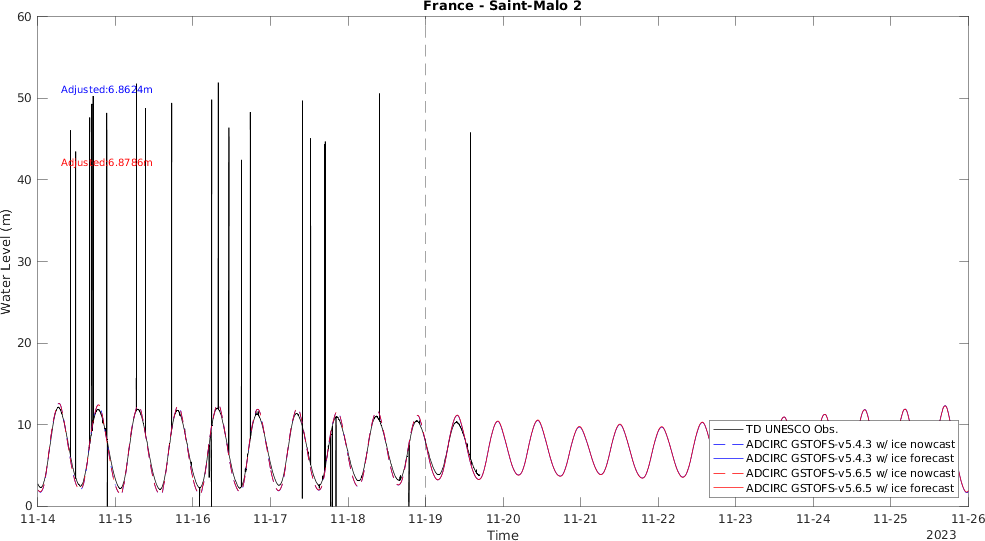 France - Saint-Malo 2
60
50
40
30
20
10
0
Water Level (m)
Adjusted:6.8624m
Adjusted:6.8786m
TD UNESCO Obs.
ADCIRC GSTOFS-v5.4.3 w/ ice nowcast
ADCIRC GSTOFS-v5.4.3 w/ ice forecast
ADCIRC GSTOFS-v5.6.5 w/ ice nowcast
ADCIRC GSTOFS-v5.6.5 w/ ice forecast
11-14 11-15 11-16 11-17 11-18 11-19 11-20 11-21 11-22 11-23 11-24 11-25 11-26
Time
2023